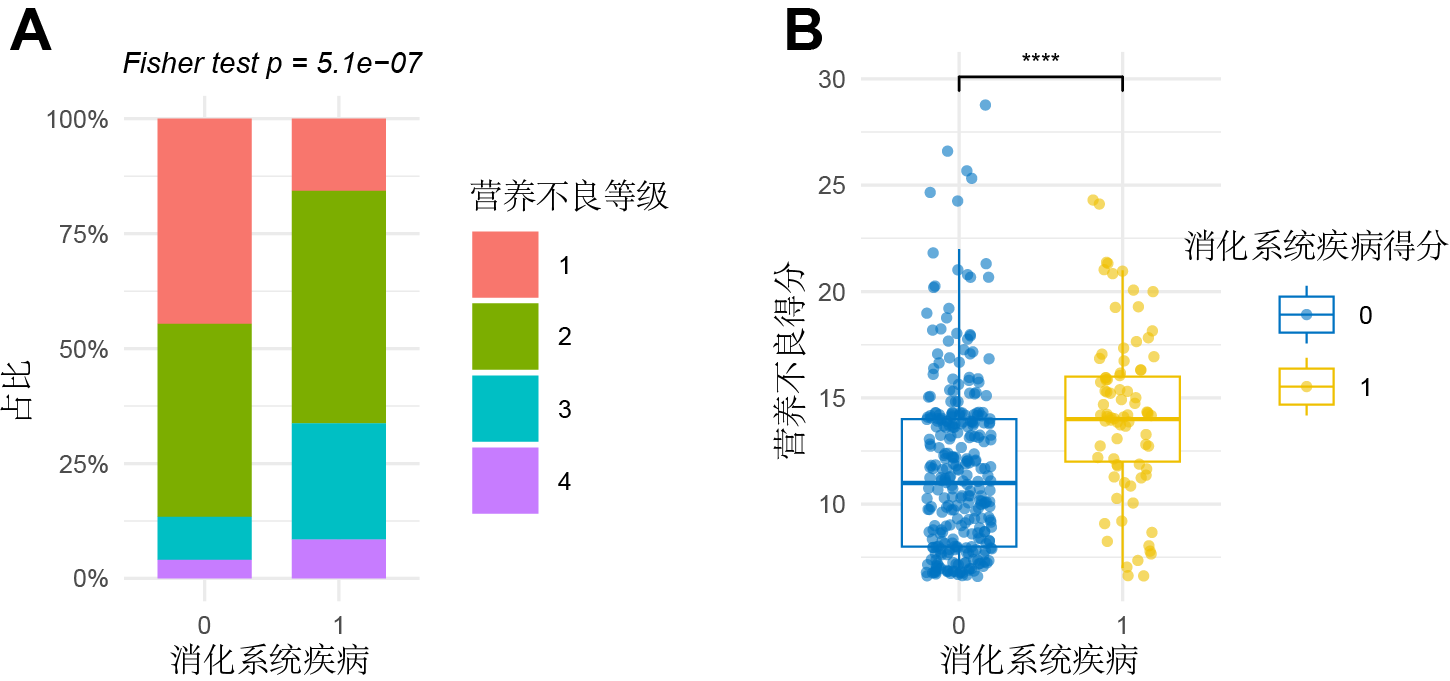 A
Fisher test p = 5.1e−07
100%
75%
50%
25%
0%
占比
0
1
消化系统疾病
营养不良等级
1
2
3
4
B
****
30
25
20
15
10
营养不良得分
0
1
消化系统疾病
消化系统疾病得分
0
1